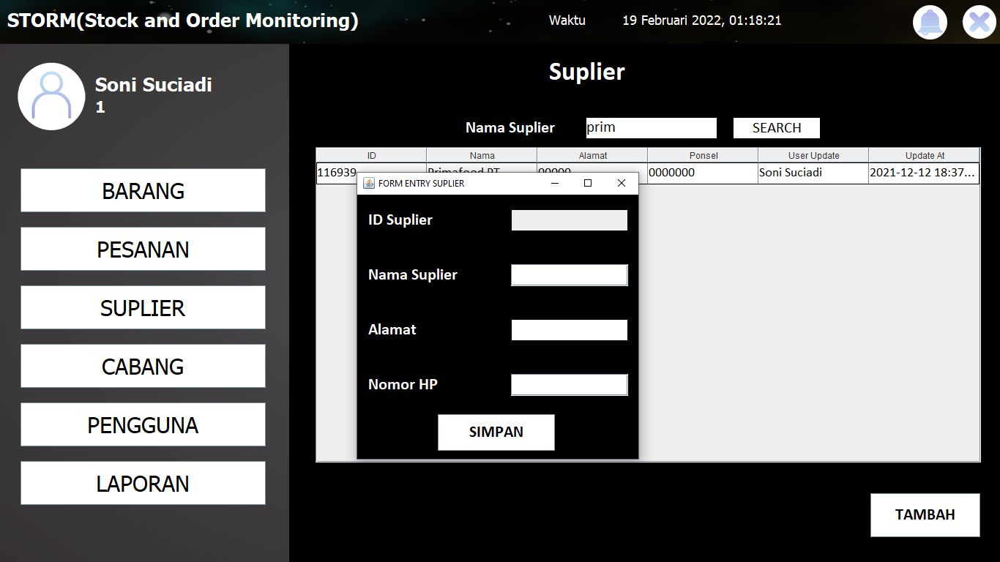 STORM(Stock and Order Monitoring)
Waktu 19 Februari 2022, 01:18:21
Soni Suciadi
1
BARANG
PESANAN
SUPLIER
CABANG
PENGGUNA
LAPORAN
Suplier
Nama Suplier prim SEARCH
ID Nama Alamat Ponsel User Update Update At
116939 Primafood PT 00000 0000000 Soni Suciadi 2021-12-12 18:37...
FORM ENTRY SUPLIER
ID Suplier
Nama Suplier
Alamat
Nomor HP
SIMPAN
TAMBAH